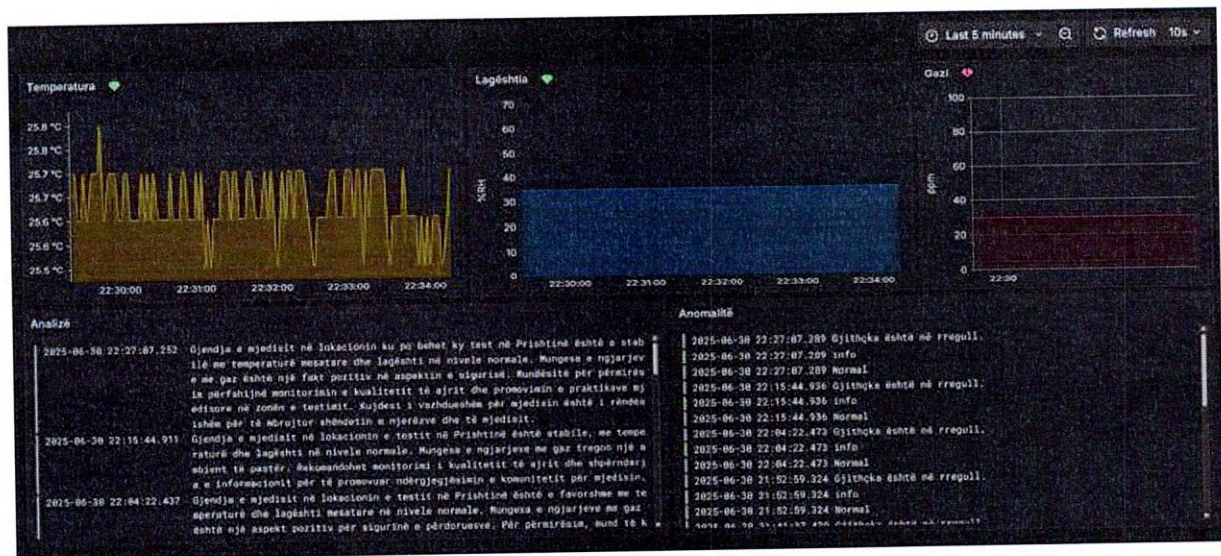 Last 5 minutes
Refresh 10s
Temperatura
25.8 °C
25.8 °C
25.7 °C
25.7 °C
25.6 °C
25.6 °C
25.5 °C
22:30:00 22:31:00 22:32:00 22:33:00 22:34:00
Lagështia
%RH
70
60
50
40
30
20
10
0
22:30:00 22:31:00 22:32:00 22:33:00 22:34:00
Gazi
ppm
100
80
60
40
20
0
22:30
Analizë
2025-06-30 22:27:07.252 Gjendja e mjedisit në lokacionin ku po behet ky test në Prishtinë është e stab
ilë me temperaturë mesatare dhe lagështi në nivele normale. Mungesa e ngjarjev
e me gaz është një fakt pozitiv në aspektin e sigurisë. Mundësitë për përmirës
im përfshijnë monitorimin e kualitetit të ajrit dhe promovimin e praktikave mj
edisore në zonën e testimit. Kujdesi i vazhdueshëm për mjedisin është i rëndës
ishëm për të mbrojtur shëndetin e njerëzve dhe të mjedisit.
2025-06-30 22:15:44.911 Gjendja e mjedisit në lokacionin e testit në Prishtinë është stabile, me tempe
raturë dhe lagështi në nivele normale. Mungesa e ngjarjeve me gaz tregon një a
mbient të pastër. Rekomandohet monitorimi i kualitetit të ajrit dhe shpërndarj
a e informacionit për të promovuar ndërgjegjësimin e komunitetit për mjedisin.
2025-06-30 22:04:22.437 Gjendja e mjedisit në lokacionin e testit në Prishtinë është e favorshme me te
mperaturë dhe lagështi mesatare në nivele normale. Mungesa e ngjarjeve me gaz
është një aspekt pozitiv për sigurinë e përdoruesve. Për përmirësim, mund të k
Anomalitë
2025-06-30 22:27:07.289 Gjithçka është në rregull.
2025-06-30 22:27:07.289 info
2025-06-30 22:27:07.289 Normal
2025-06-30 22:15:44.936 Gjithçka është në rregull.
2025-06-30 22:15:44.936 info
2025-06-30 22:15:44.936 Normal
2025-06-30 22:04:22.473 Gjithçka është në rregull.
2025-06-30 22:04:22.473 info
2025-06-30 22:04:22.473 Normal
2025-06-30 21:52:59.324 Gjithçka është në rregull.
2025-06-30 21:52:59.324 info
2025-06-30 21:52:59.324 Normal